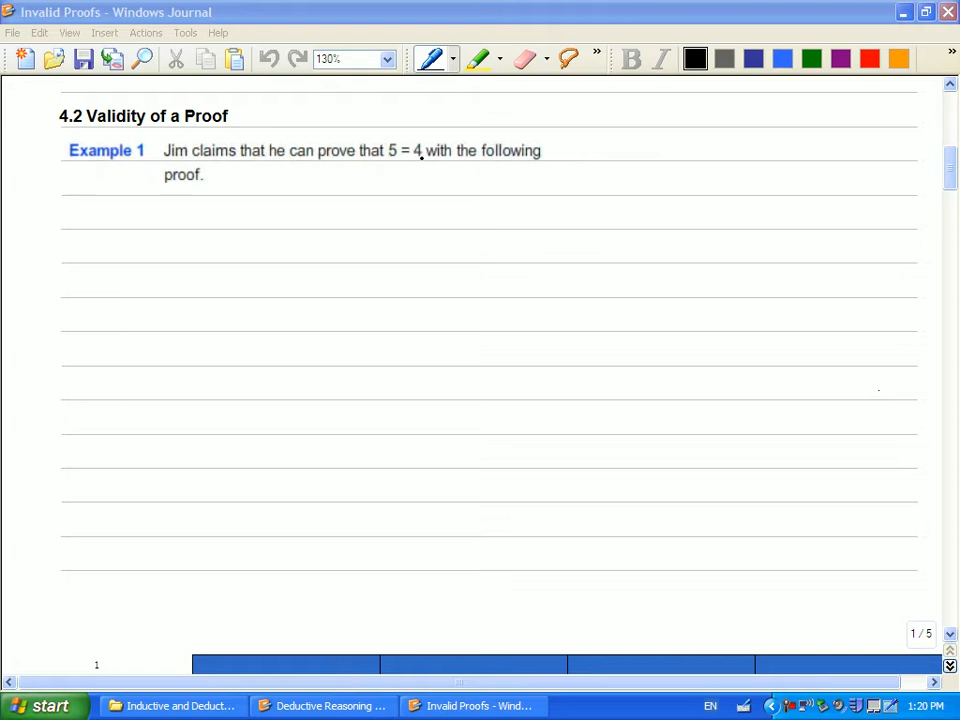 Invalid Proofs - Windows Journal
File Edit View Insert Actions Tools Help
130%
4.2 Validity of a Proof
Example 1 Jim claims that he can prove that 5 = 4 with the following
proof.
1 / 5
1
start Inductive and Deduct... Deductive Reasoning ... Invalid Proofs - Wind... EN 1:20 PM